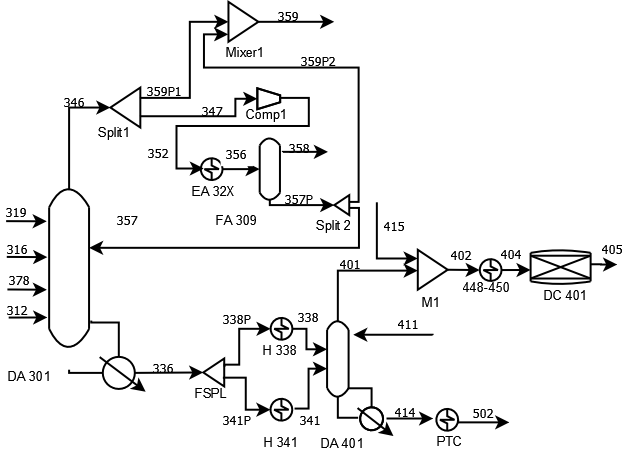 359
Mixer1
359P2
346
359P1
347
Split1
Comp1
352
356
358
EA 32X
357P
FA 309
Split 2
319
357
415
316
401
402
404
405
378
448-450
M1
DC 401
312
338P
338
411
336
H 338
DA 301
FSPL
341P
341
414
502
H 341
DA 401
PTC